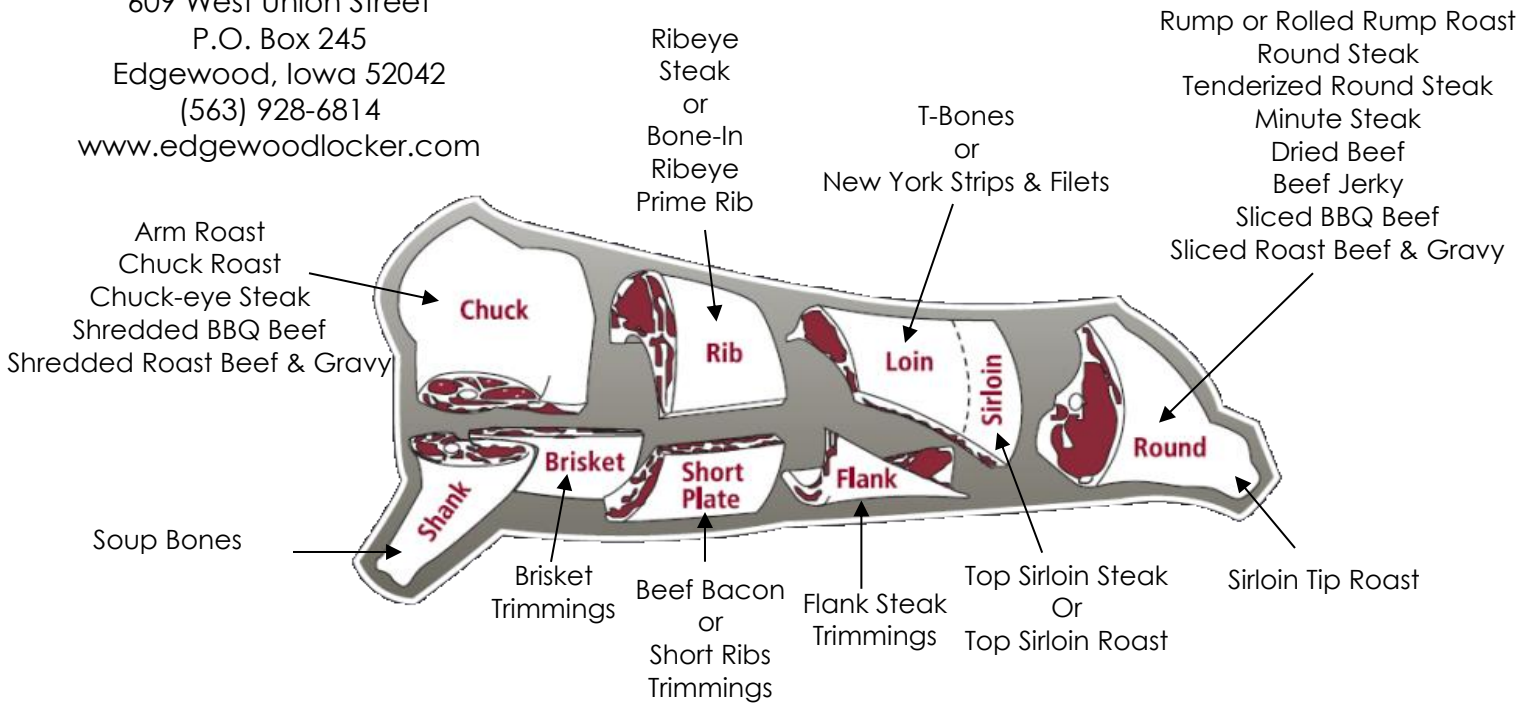 609 West Union Street
P.O. Box 245
Edgewood, Iowa 52042
(563) 928-6814
www.edgewoodlocker.com
Ribeye
Steak
or
Bone-In
Ribeye
Prime Rib
T-Bones
or
New York Strips & Filets
Rump or Rolled Rump Roast
Round Steak
Tenderized Round Steak
Minute Steak
Dried Beef
Beef Jerky
Sliced BBQ Beef
Sliced Roast Beef & Gravy
Arm Roast
Chuck Roast
Chuck-eye Steak
Shredded BBQ Beef
Shredded Roast Beef & Gravy
Chuck
Rib
Loin
Sirloin
Round
Shank
Brisket
Short
Plate
Flank
Soup Bones
Brisket
Trimmings
Beef Bacon
or
Short Ribs
Trimmings
Flank Steak
Trimmings
Top Sirloin Steak
Or
Top Sirloin Roast
Sirloin Tip Roast